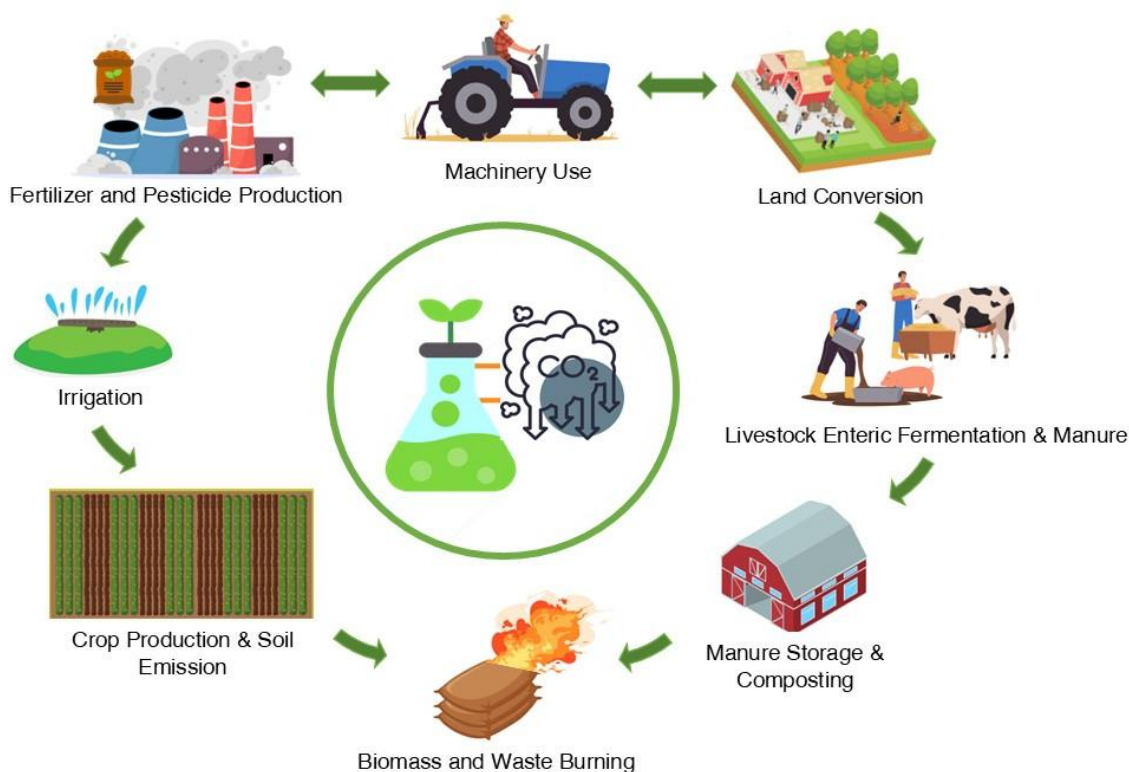 Fertilizer and Pesticide Production
Machinery Use
Land Conversion
Irrigation
CO₂
Livestock Enteric Fermentation & Manure
Crop Production & Soil
Emission
Manure Storage &
Composting
Biomass and Waste Burning